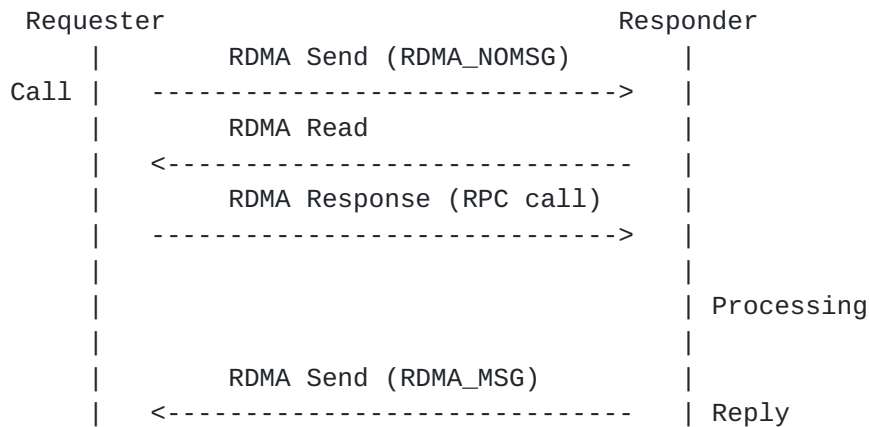 Requester Responder
| RDMA Send (RDMA_NOMSG) |
Call | ------------------------------> |
| RDMA Read |
| <------------------------------ |
| RDMA Response (RPC call) |
| ------------------------------> |
| |
| | Processing
| |
| RDMA Send (RDMA_MSG) |
| <------------------------------ | Reply